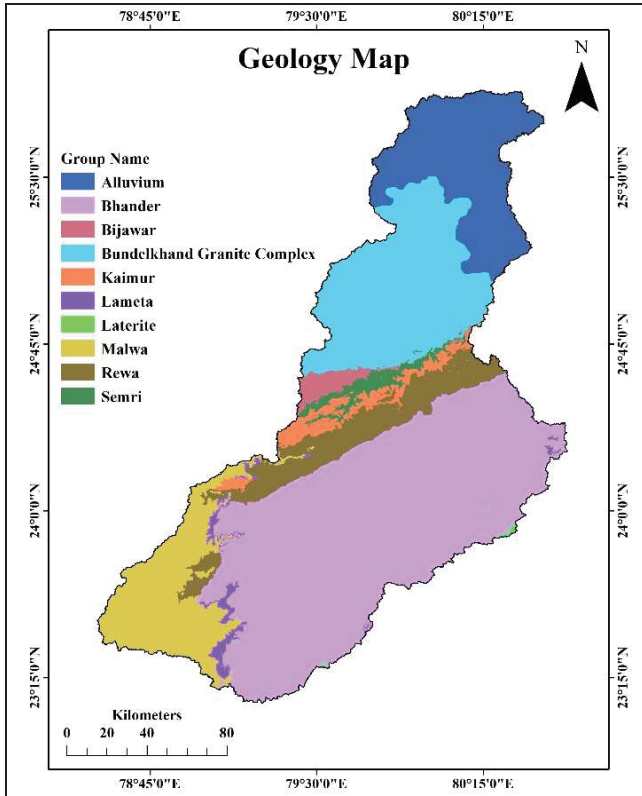 78°45'0"E 79°30'0"E 80°15'0"E
Geology Map
N
25°30'0"N
25°30'0"N
Group Name
Alluvium
Bhander
Bijawar
Bundelkhand Granite Complex
Kaimur
Lameta
Laterite
Malwa
Rewa
Semri
24°45'0"N
24°45'0"N
24°0'0"N
24°0'0"N
23°15'0"N
23°15'0"N
Kilometers
0 20 40 60 80
78°45'0"E 79°30'0"E 80°15'0"E